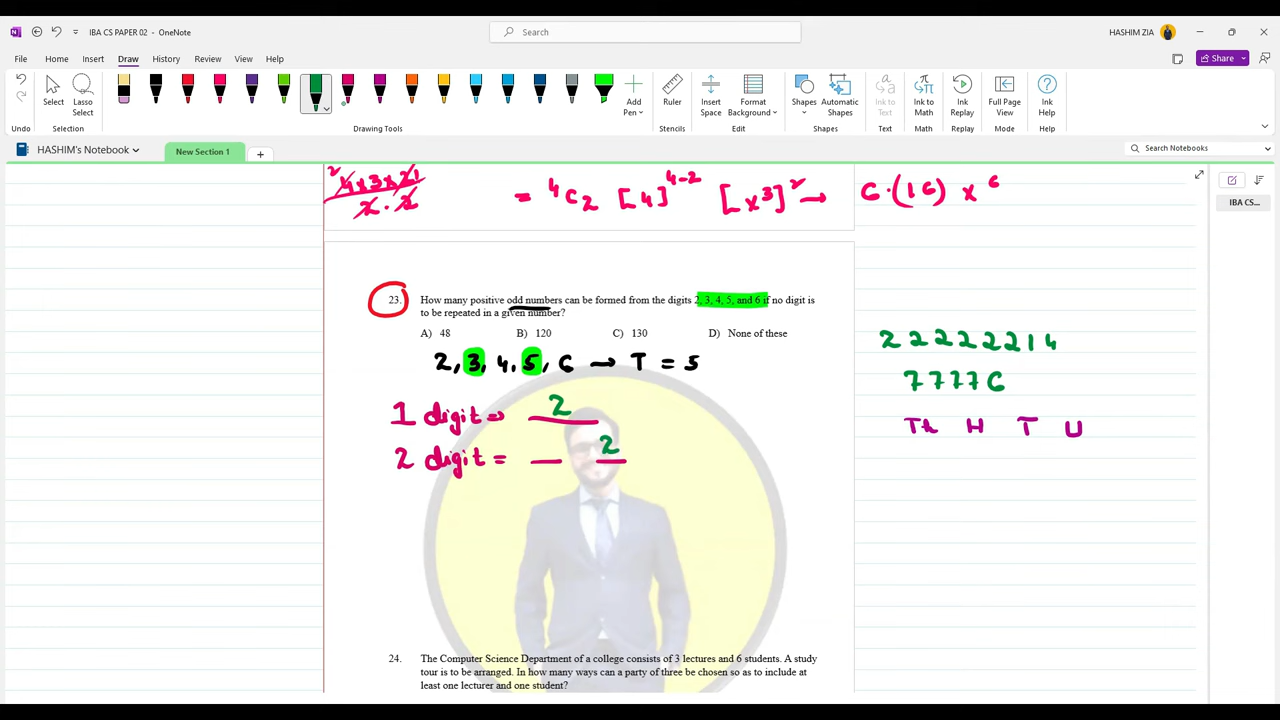 IBA CS PAPER 02 - OneNote
Search
HASHIM ZIA
File Home Insert Draw History Review View Help
Share
Select
Lasso Select
Add Pen
Ruler
Insert Space
Format Background
Shapes
Automatic Shapes
Ink to Text
Ink to Math
Ink Replay
Full Page View
Ink Help
Undo Selection Drawing Tools Stencils Edit Shapes Text Math Replay Mode Help
HASHIM's Notebook
New Section 1
Search Notebooks
IBA CS...
2
4x3x2! / 2 . 2
= ⁴C₂ [4]⁴⁻² [x³]² → 6·(16) x⁶
23. How many positive odd numbers can be formed from the digits 2, 3, 4, 5, and 6 if no digit is
to be repeated in a given number?
A) 48 B) 120 C) 130 D) None of these
2, 3, 4, 5, 6 → T = 5
1 digit => 2
2 digit = __ 2
2 2 2 2 2 2 1 4
7 7 7 7 6
Th H T U
24. The Computer Science Department of a college consists of 3 lectures and 6 students. A study
tour is to be arranged. In how many ways can a party of three be chosen so as to include at
least one lecturer and one student?